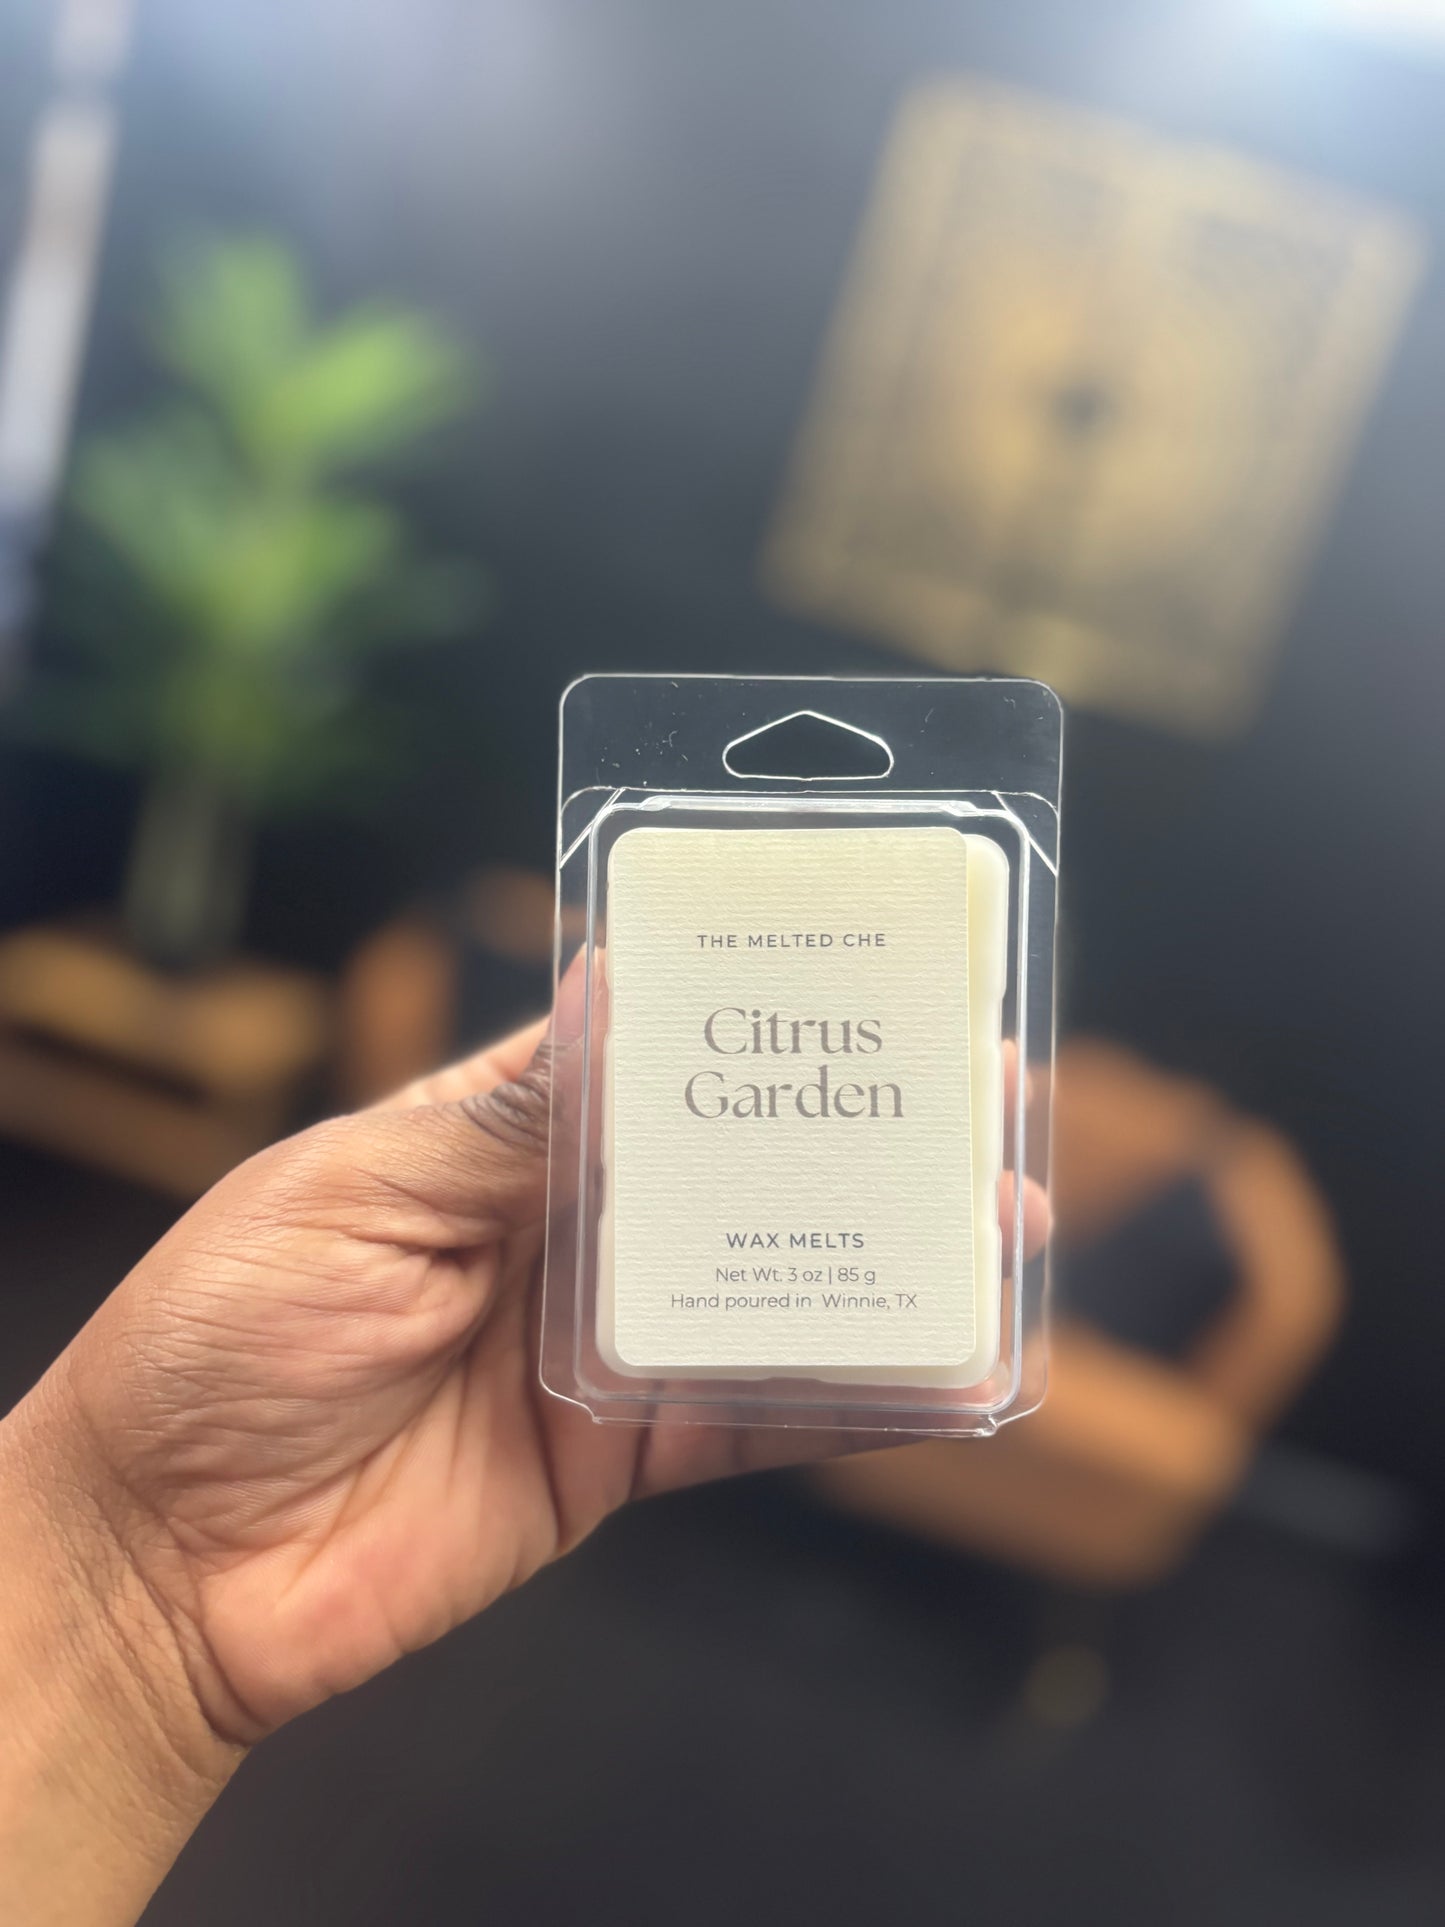 THE MELTED CHE
Citrus
Garden
WAX MELTS
Net Wt. 3 oz | 85 g
Hand poured in Winnie, TX